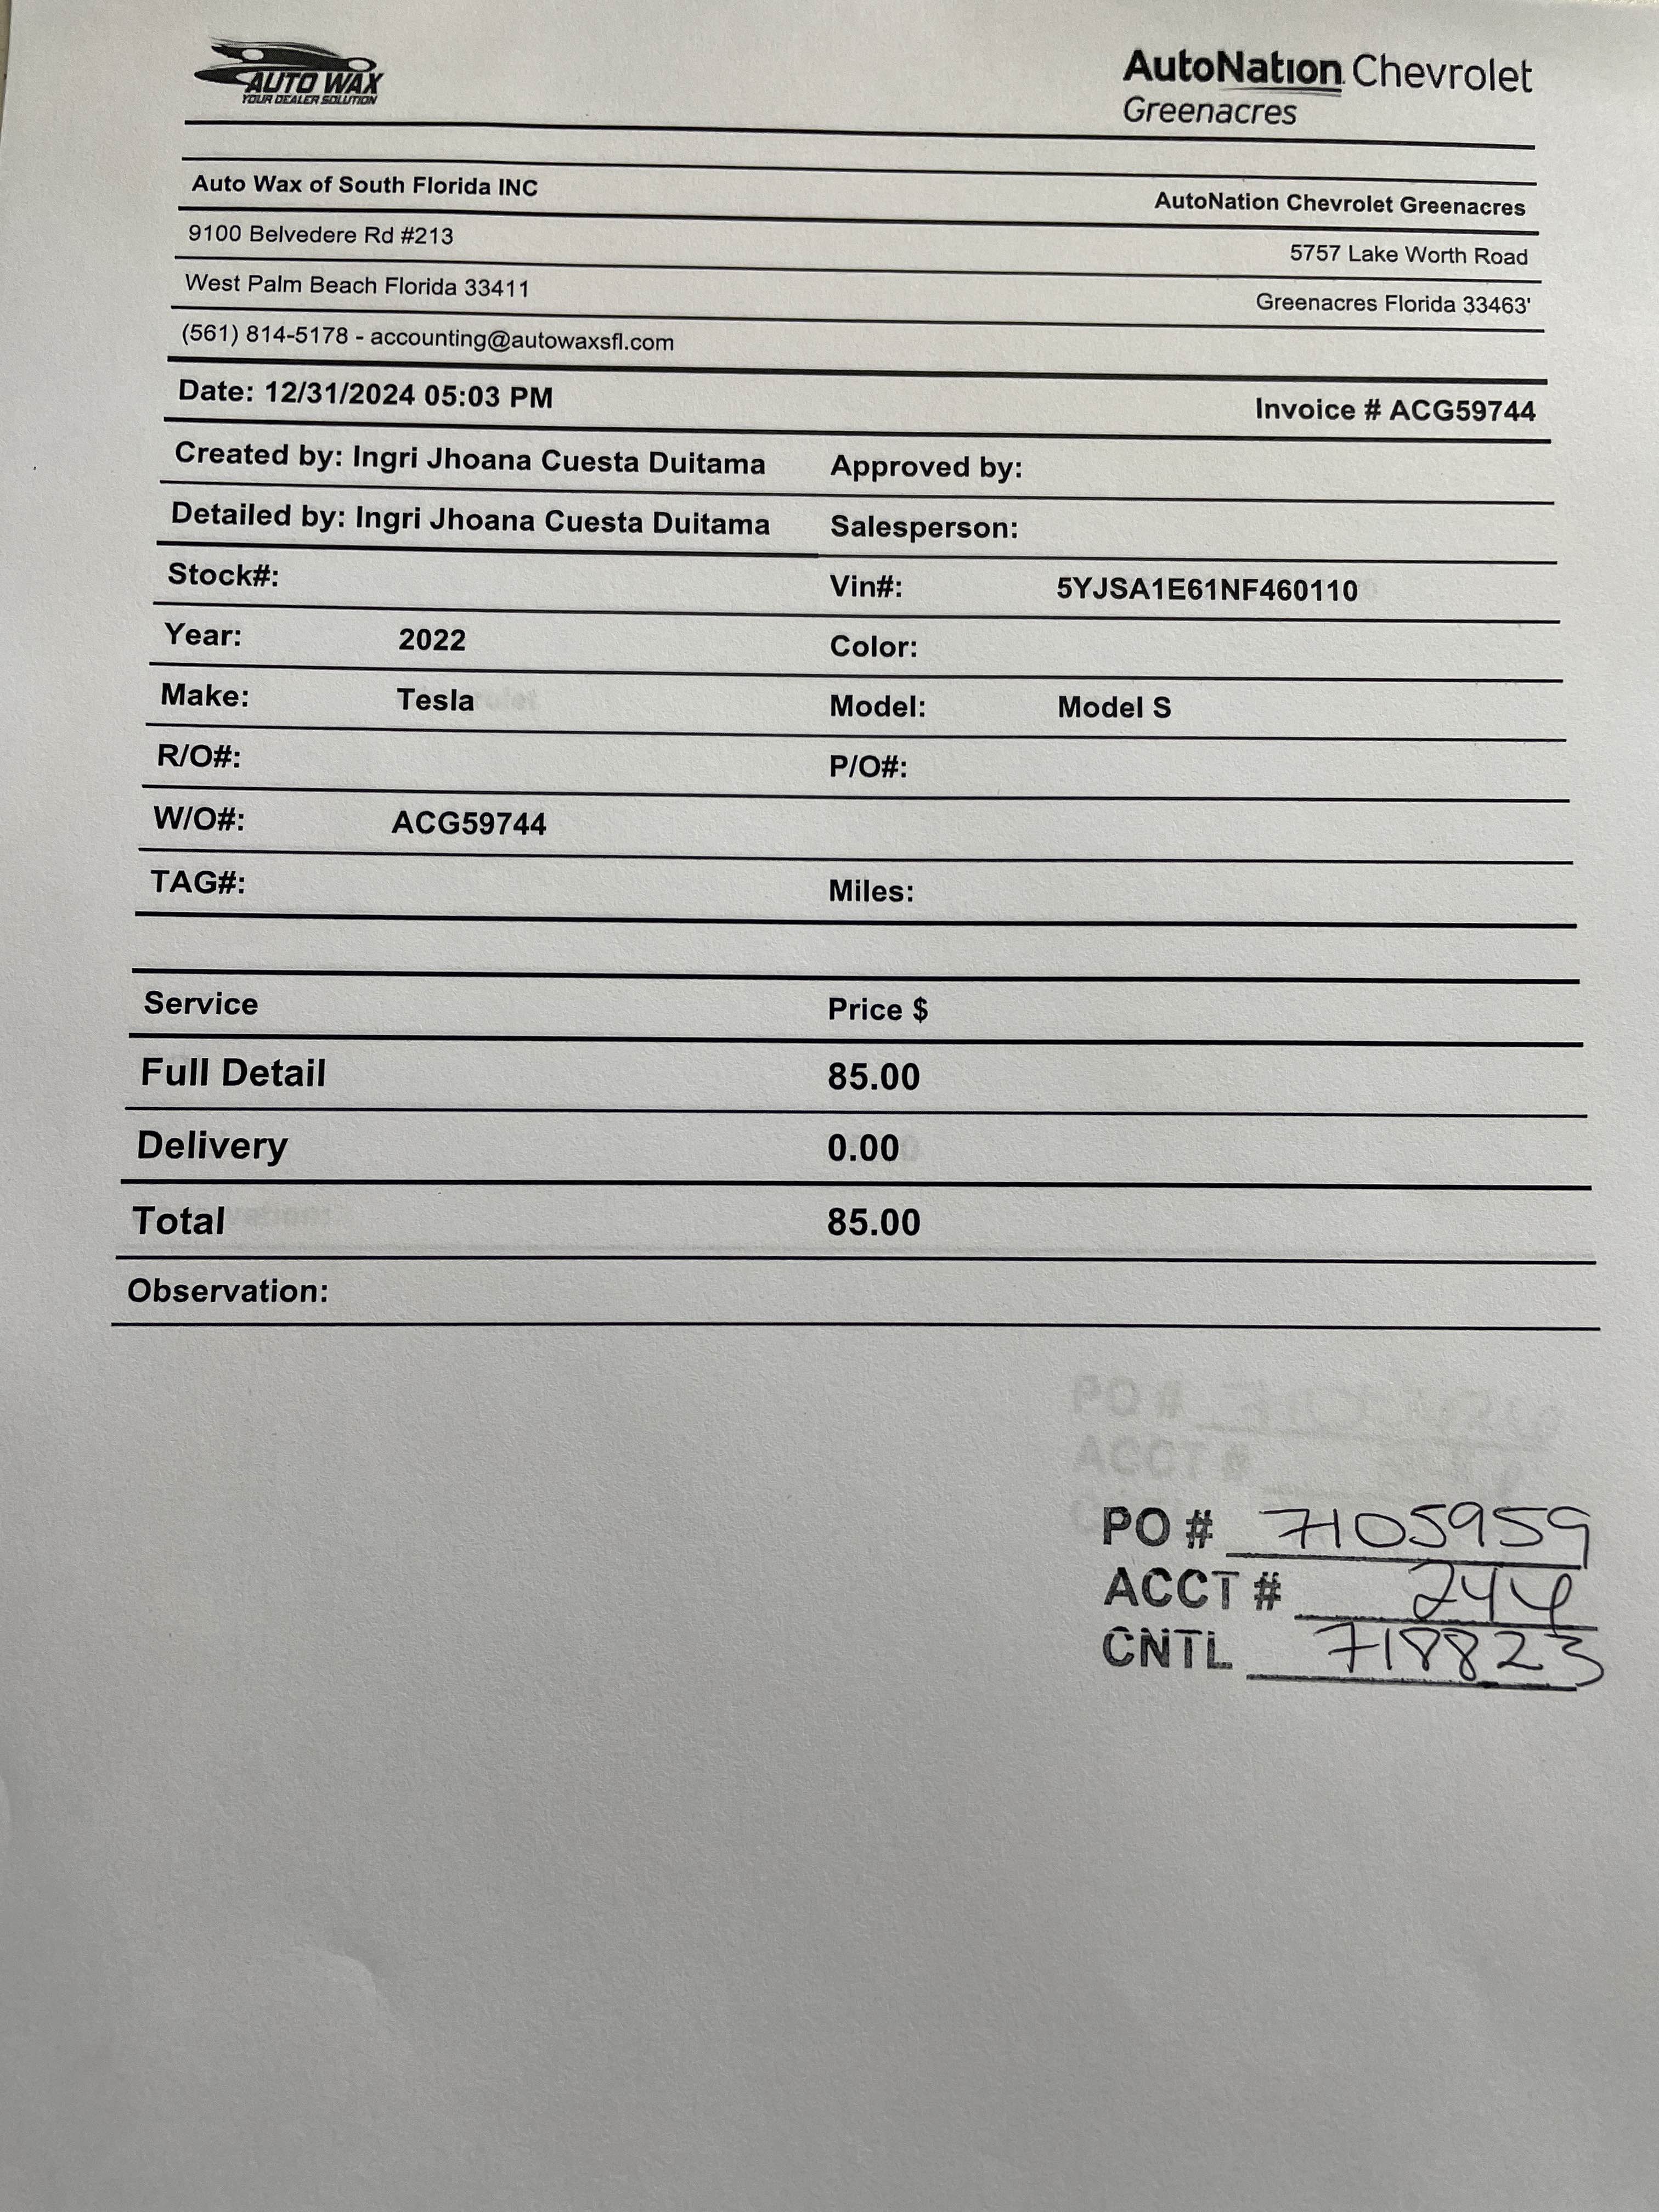 AUTO WAX
YOUR DEALER SOLUTION
AutoNation Chevrolet
Greenacres
Auto Wax of South Florida INC
AutoNation Chevrolet Greenacres
9100 Belvedere Rd #213
5757 Lake Worth Road
West Palm Beach Florida 33411
Greenacres Florida 33463'
(561) 814-5178 - accounting@autowaxsfl.com
Date: 12/31/2024 05:03 PM
Invoice # ACG59744
Created by: Ingri Jhoana Cuesta Duitama Approved by:
Detailed by: Ingri Jhoana Cuesta Duitama Salesperson:
Stock#: Vin#: 5YJSA1E61NF460110
Year: 2022 Color:
Make: Tesla Model: Model S
R/O#: P/O#:
W/O#: ACG59744
TAG#: Miles:
Service Price $
Full Detail 85.00
Delivery 0.00
Total 85.00
Observation:
PO #
ACCT #
PO # 7105959
ACCT # 244
CNTL 718823